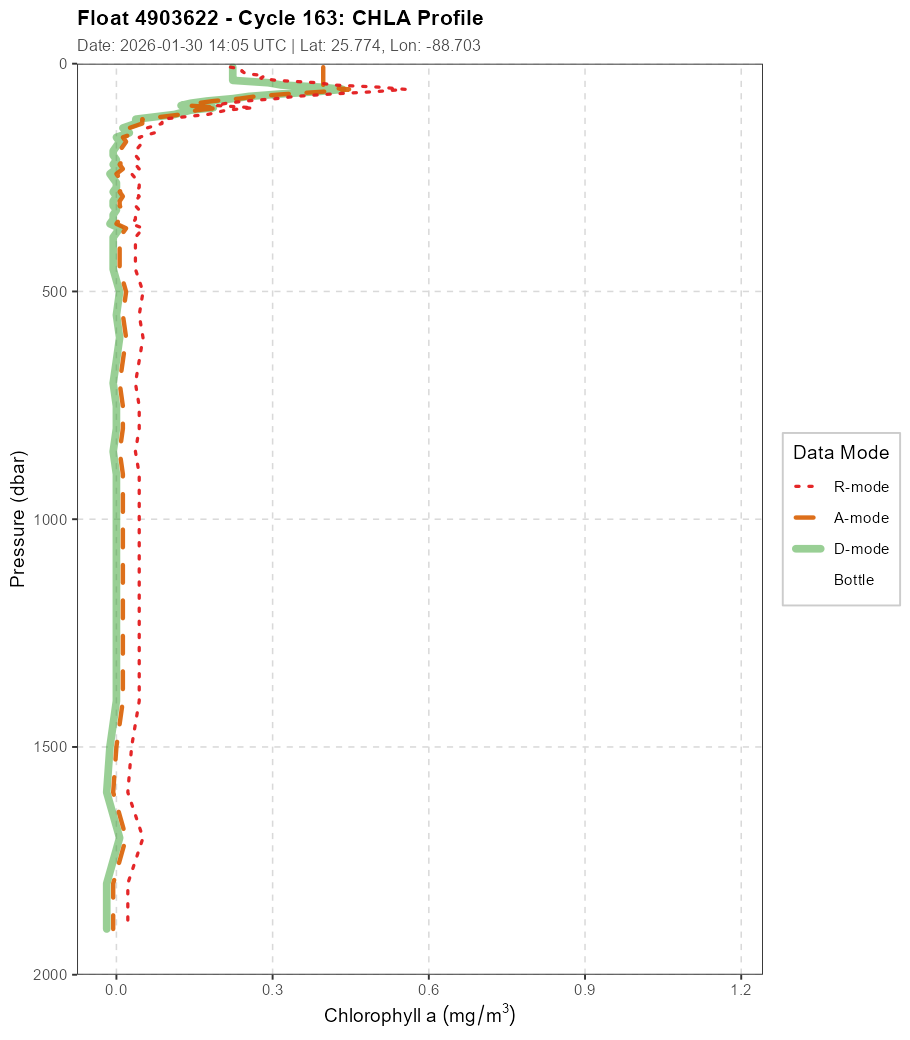 Float 4903622 - Cycle 163: CHLA Profile
Date: 2026-01-30 14:05 UTC | Lat: 25.774, Lon: -88.703
0
500
1000
1500
2000
Pressure (dbar)
0.0 0.3 0.6 0.9 1.2
Chlorophyll a (mg/m³)
Data Mode
R-mode
A-mode
D-mode
Bottle